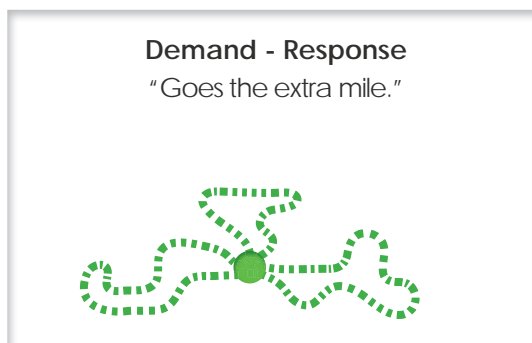 Demand - Response
“Goes the extra mile.”